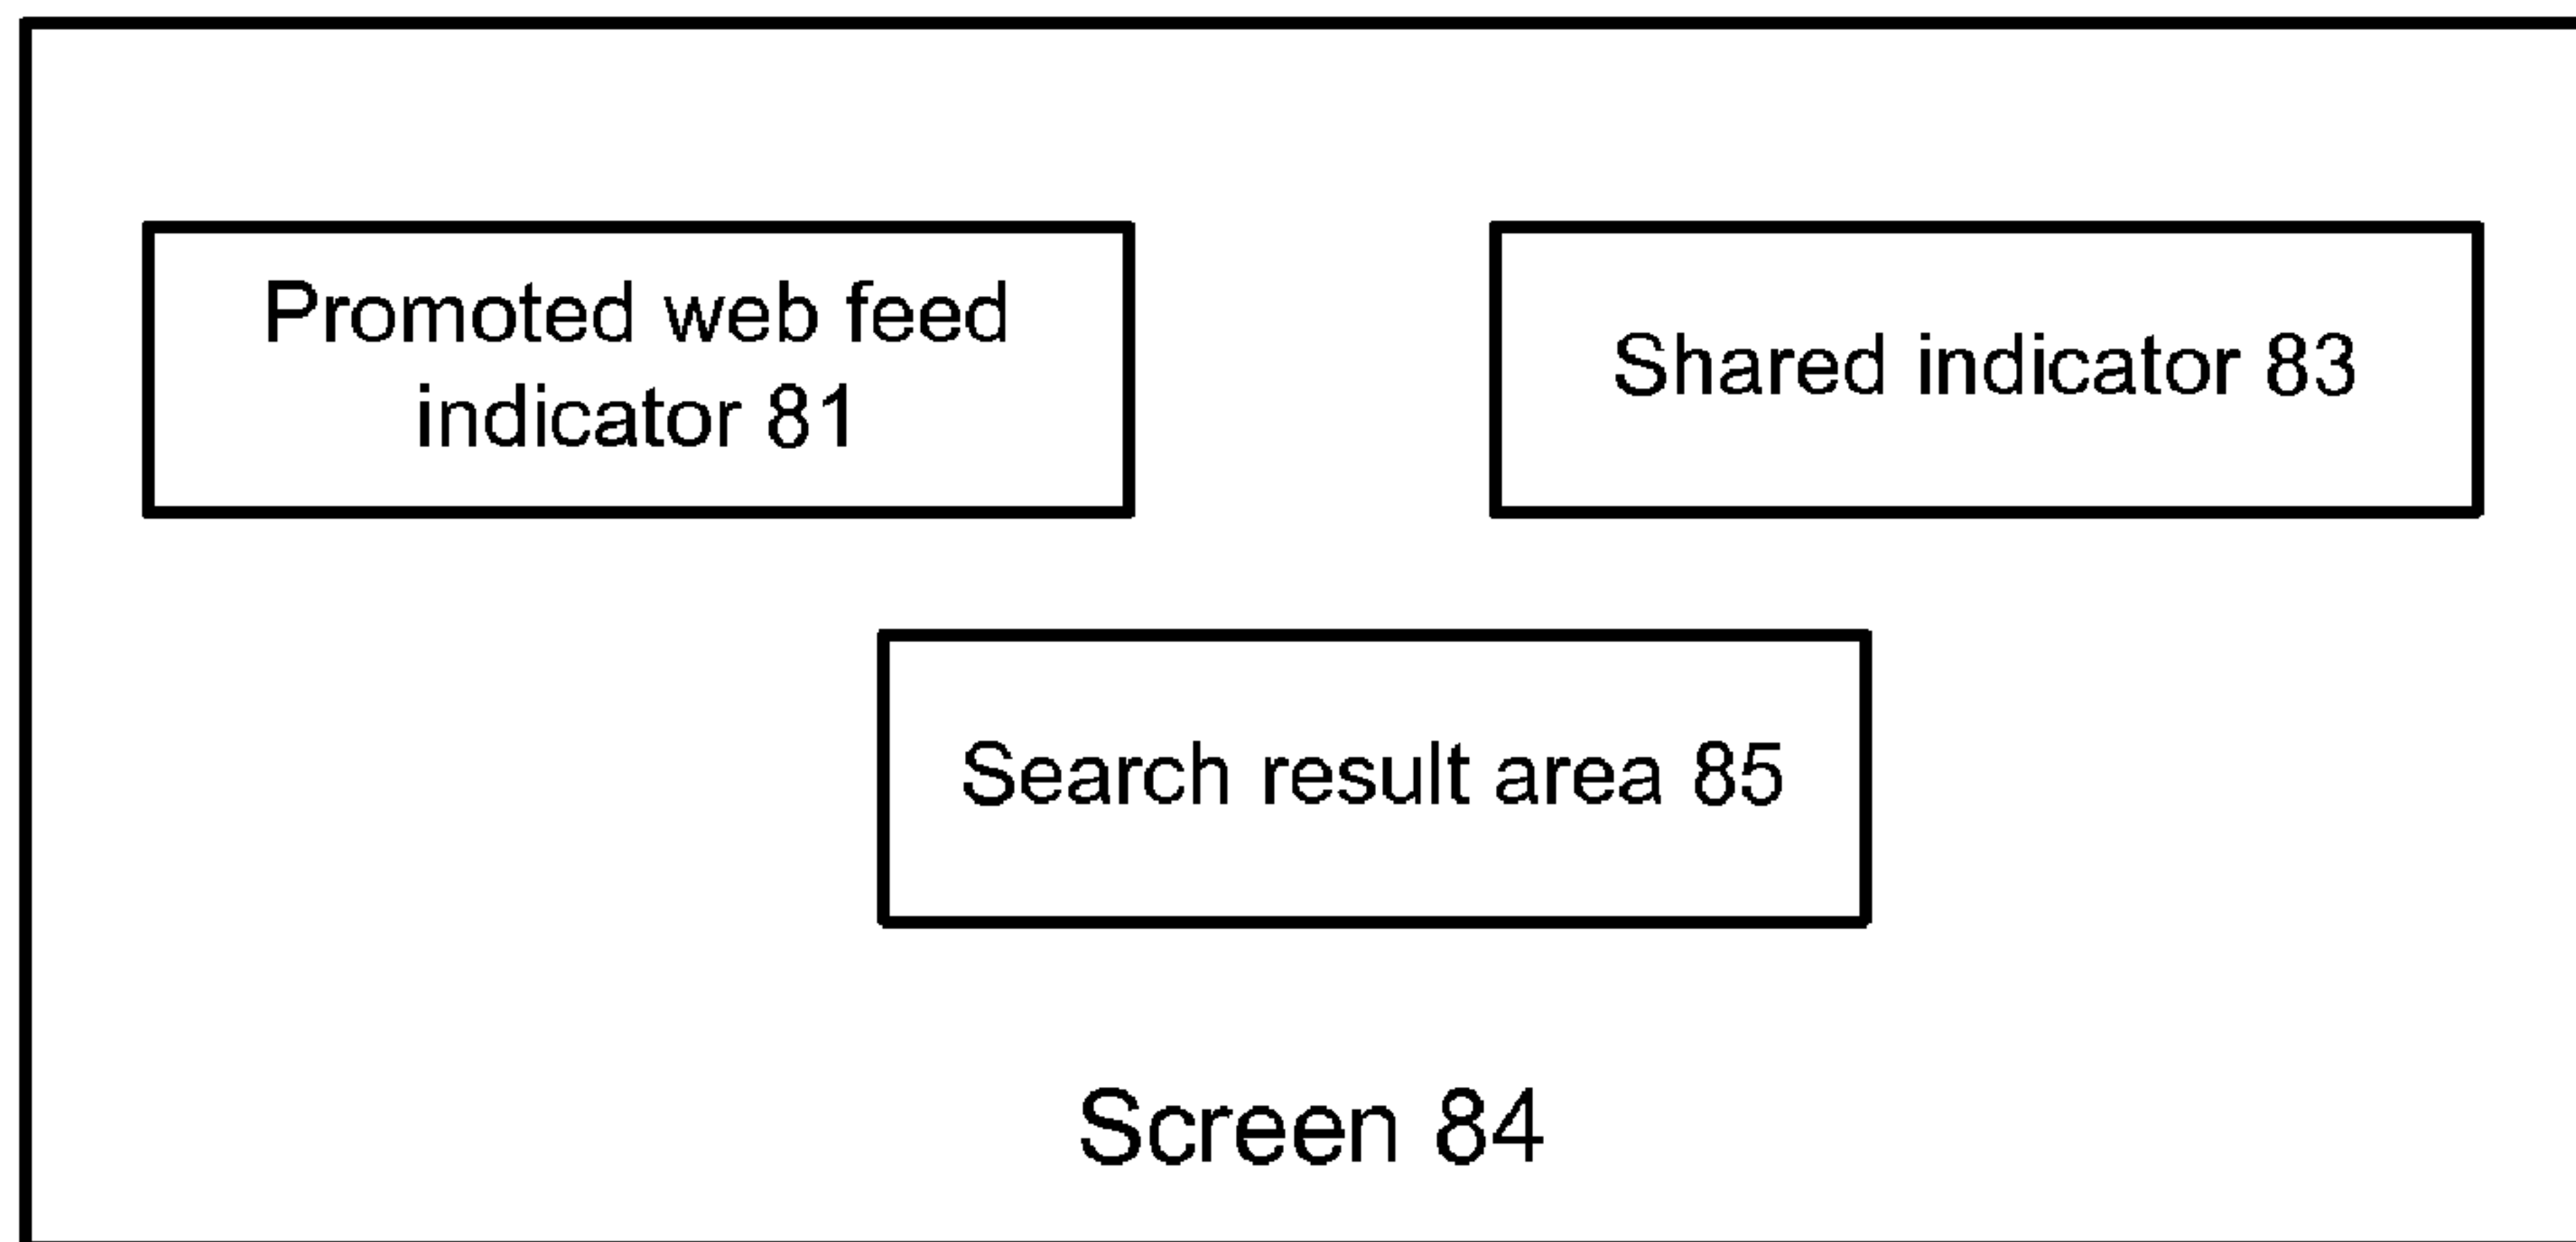 Promoted web feed
indicator 81
Shared indicator 83
Search result area 85
Screen 84